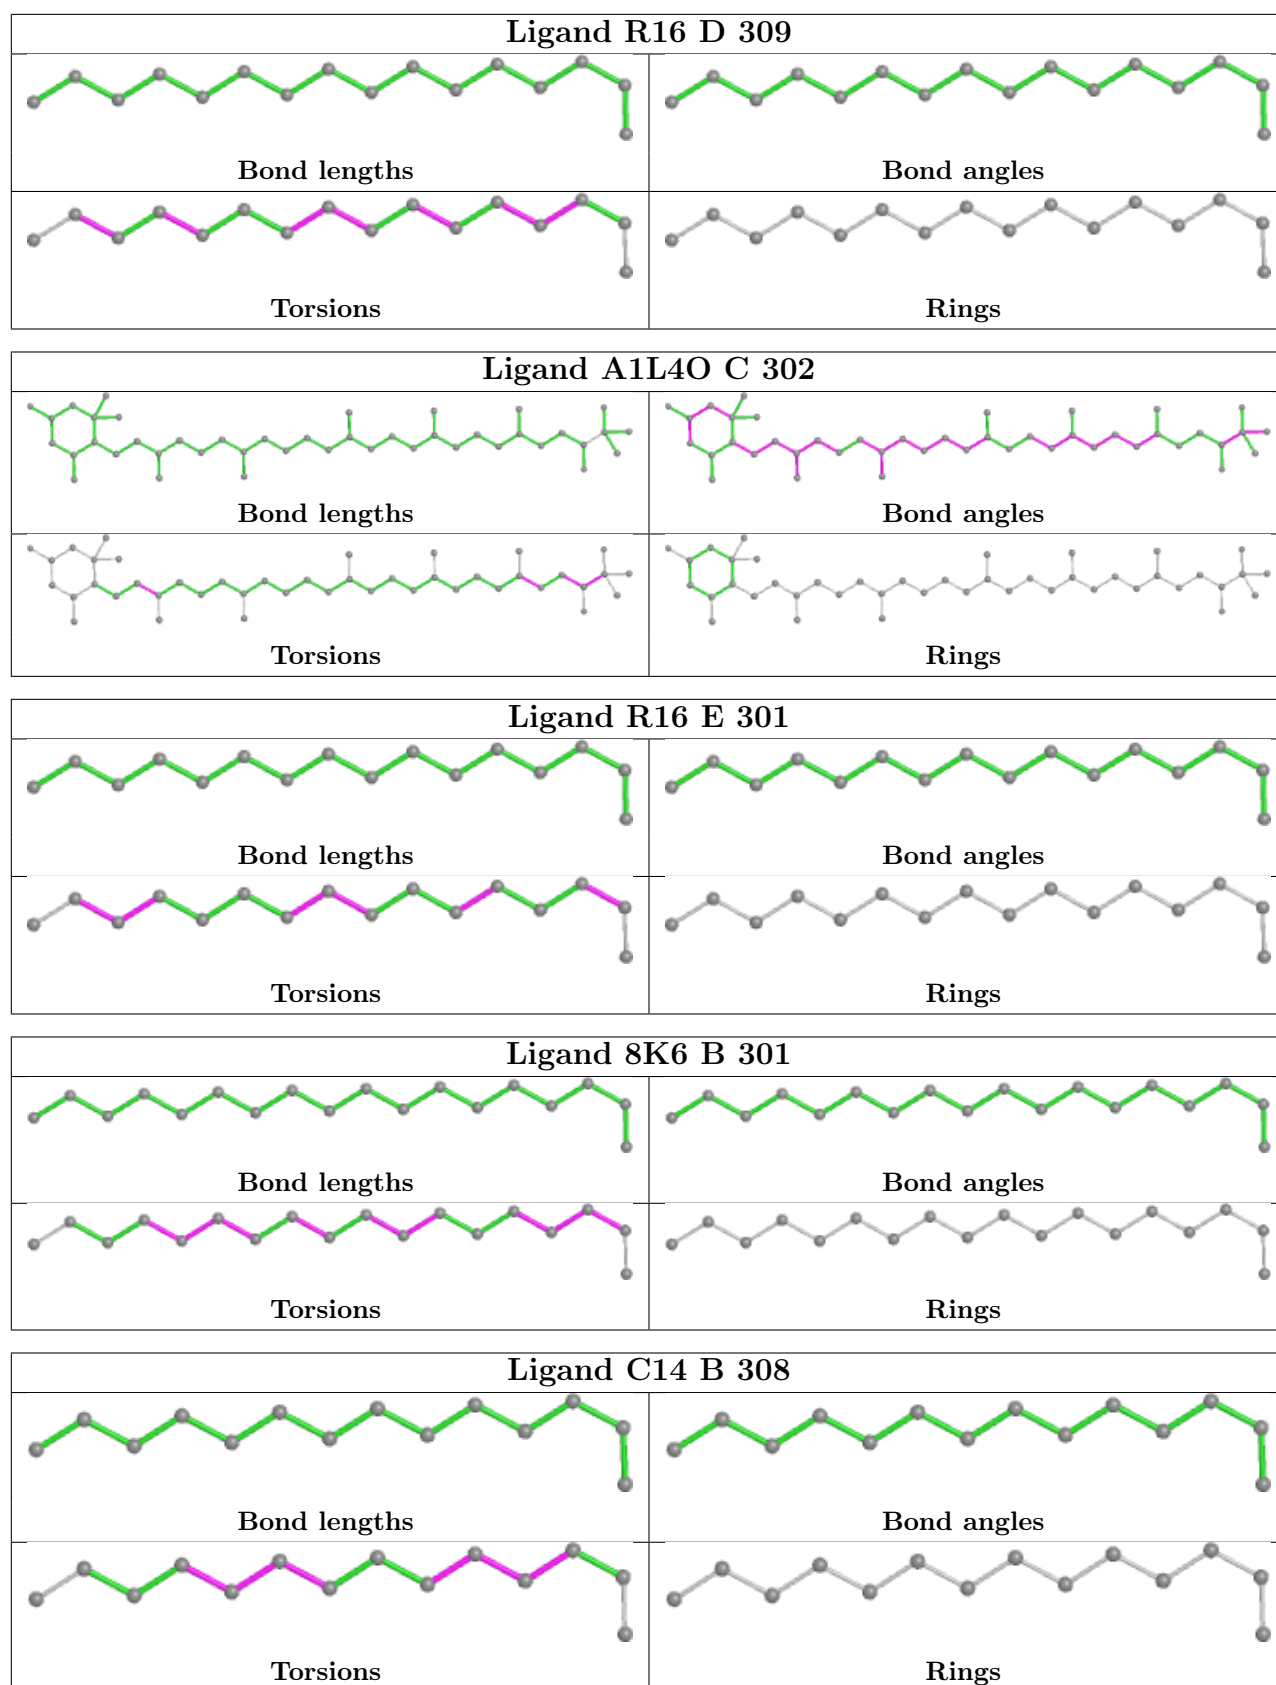 Ligand R16 D 309
Bond lengths
Bond angles
Torsions
Rings
Ligand A1L4O C 302
Bond lengths
Bond angles
Torsions
Rings
Ligand R16 E 301
Bond lengths
Bond angles
Torsions
Rings
Ligand 8K6 B 301
Bond lengths
Bond angles
Torsions
Rings
Ligand C14 B 308
Bond lengths
Bond angles
Torsions
Rings